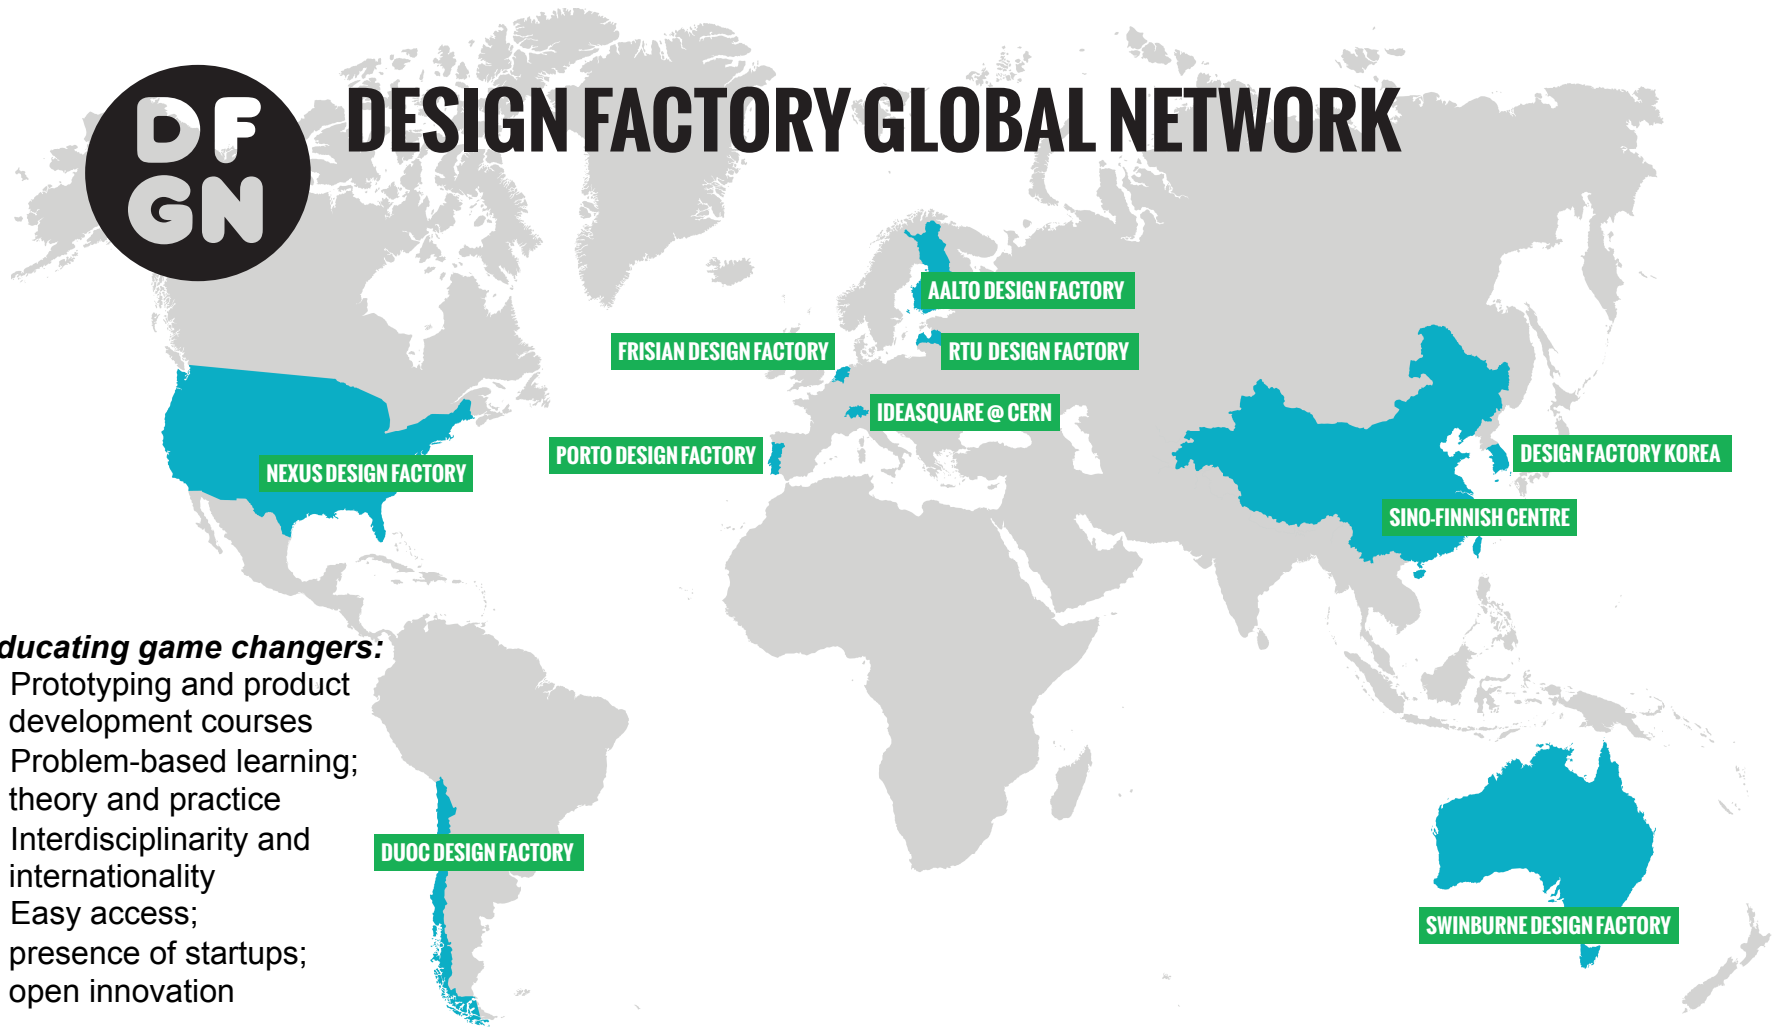 DF
GN
DESIGN FACTORY GLOBAL NETWORK
AALTO DESIGN FACTORY
FRISIAN DESIGN FACTORY
RTU DESIGN FACTORY
IDEASQUARE @ CERN
PORTO DESIGN FACTORY
DESIGN FACTORY KOREA
NEXUS DESIGN FACTORY
SINO-FINNISH CENTRE
ducating game changers:
Prototyping and product
development courses
Problem-based learning;
theory and practice
Interdisciplinarity and
internationality
Easy access;
presence of startups;
open innovation
DUOC DESIGN FACTORY
SWINBURNE DESIGN FACTORY